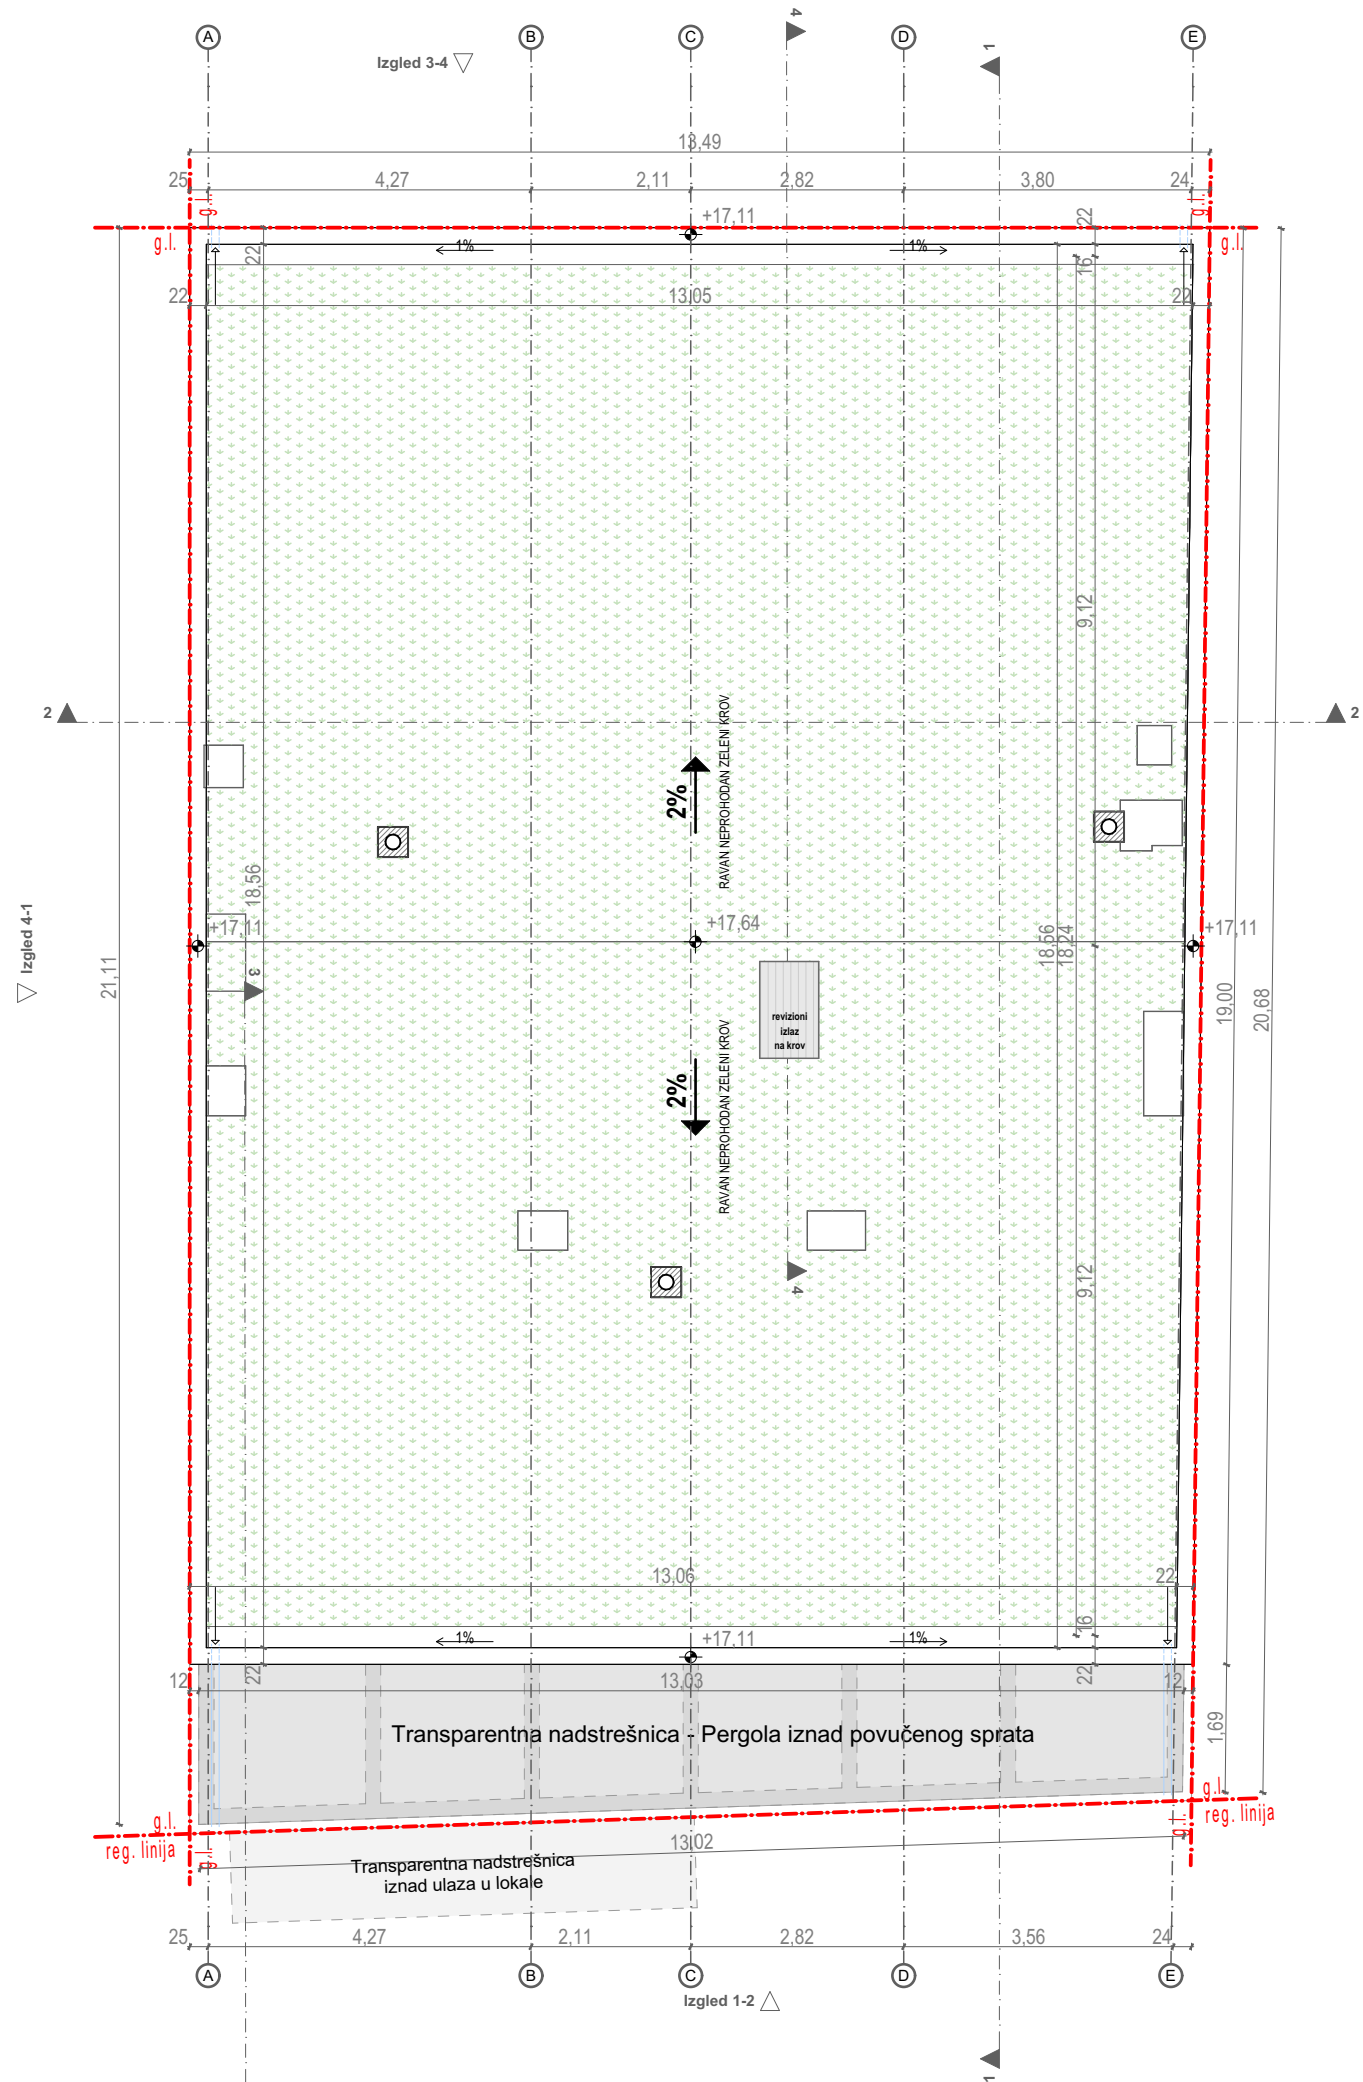 4
A
B
C
D
E
1
Izgled 3-4
13,49
25
4,27
2,11
2,82
3,80
24
g.l.
g.l.
22
+17,11
g.l.
g.l.
22
1%
1%
16
22
13,05
22
9,12
2
2
RAVAN NEPROHODAN ZELENI KROV
2%
18,56
Izgled 4-1
+17,11
+17,64
+17,11
18,56
18,24
3
21,11
19,00
20,68
revizioni
izlaz
na krov
RAVAN NEPROHODAN ZELENI KROV
2%
4
9,12
13,06
22
16
1%
+17,11
1%
22
22
12
13,03
12
1,69
Transparentna nadstrešnica - Pergola iznad povučenog sprata
g.l.
g.l.
reg. linija
g.l.
g.l.
reg. linija
13,02
Transparentna nadstrešnica
iznad ulaza u lokale
25
4,27
2,11
2,82
3,56
24
A
B
C
D
E
Izgled 1-2
1